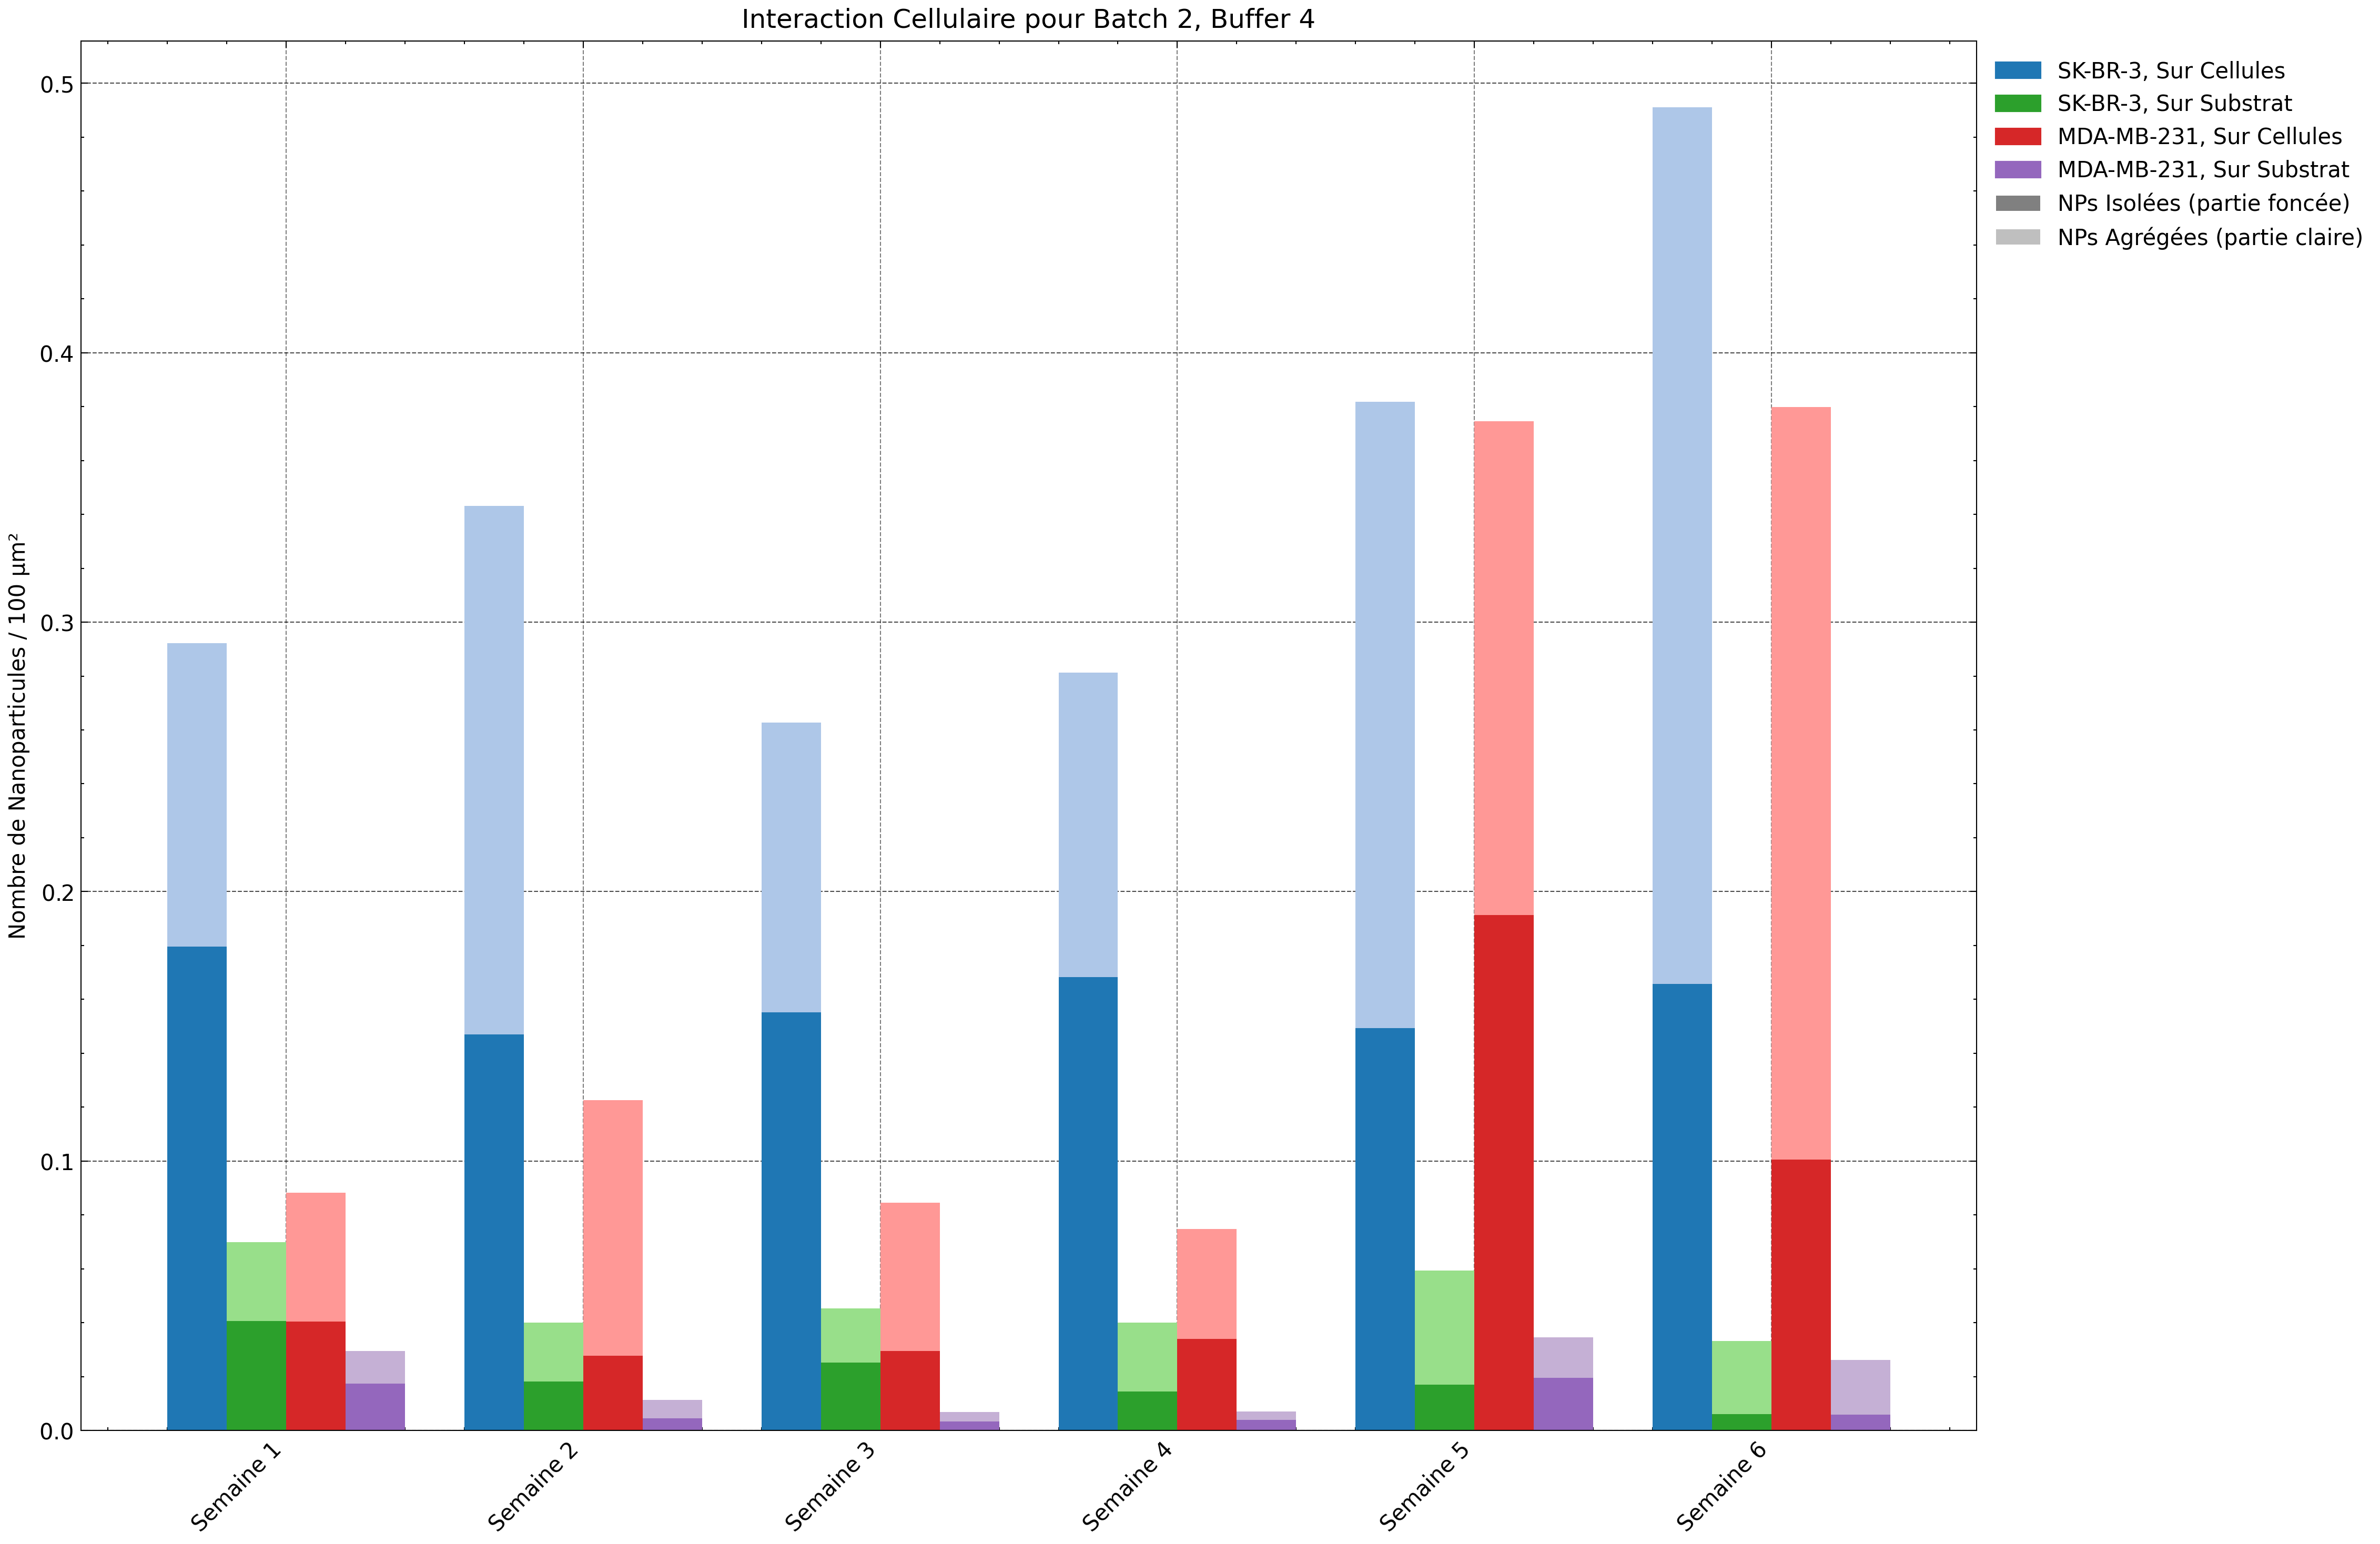 Interaction Cellulaire pour Batch 2, Buffer 4
Nombre de Nanoparticules / 100 µm²
0.5
0.4
0.3
0.2
0.1
0.0
Semaine 1
Semaine 2
Semaine 3
Semaine 4
Semaine 5
Semaine 6
SK-BR-3, Sur Cellules
SK-BR-3, Sur Substrat
MDA-MB-231, Sur Cellules
MDA-MB-231, Sur Substrat
NPs Isolées (partie foncée)
NPs Agrégées (partie claire)